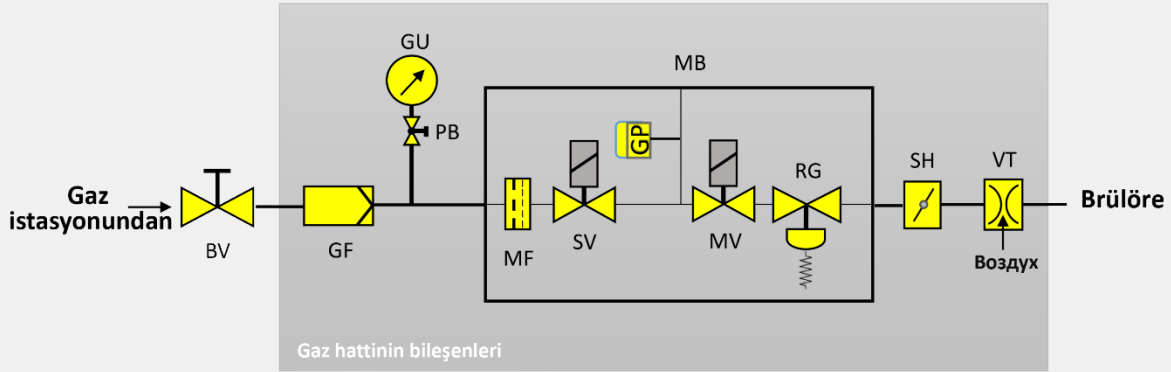 GU
MB
PB
GP
Gaz
istasyonundan
BV
GF
MF
SV
MV
RG
SH
VT
Brülöre
Воздух
Gaz hattinin bileşenleri